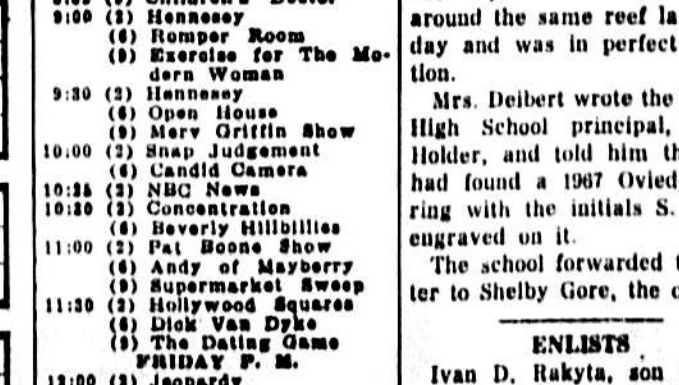 9:00 (2) Hennesey
(6) Romper Room
(9) Exercise for The Mo-
dern Woman
9:30 (2) Hennesey
(6) Open House
(9) Merv Griffin Show
10:00 (2) Snap Judgement
(6) Candid Camera
10:25 (2) NBC News
10:30 (2) Concentration
(6) Beverly Hillbillies
11:00 (2) Pat Boone Show
(6) Andy of Mayberry
(9) Supermarket Sweep
11:30 (2) Hollywood Squares
(6) Dick Van Dyke
(9) The Dating Game
FRIDAY P. M.
12:00 (2) Jeopardy
around the same reef la
day and was in perfect
tion.
Mrs. Deibert wrote the
High School principal,
Holder, and told him th
had found a 1967 Ovied
ring with the initials S.
engraved on it.
The school forwarded t
ter to Shelby Gore, the
ENLISTS
Ivan D. Rakyta, son